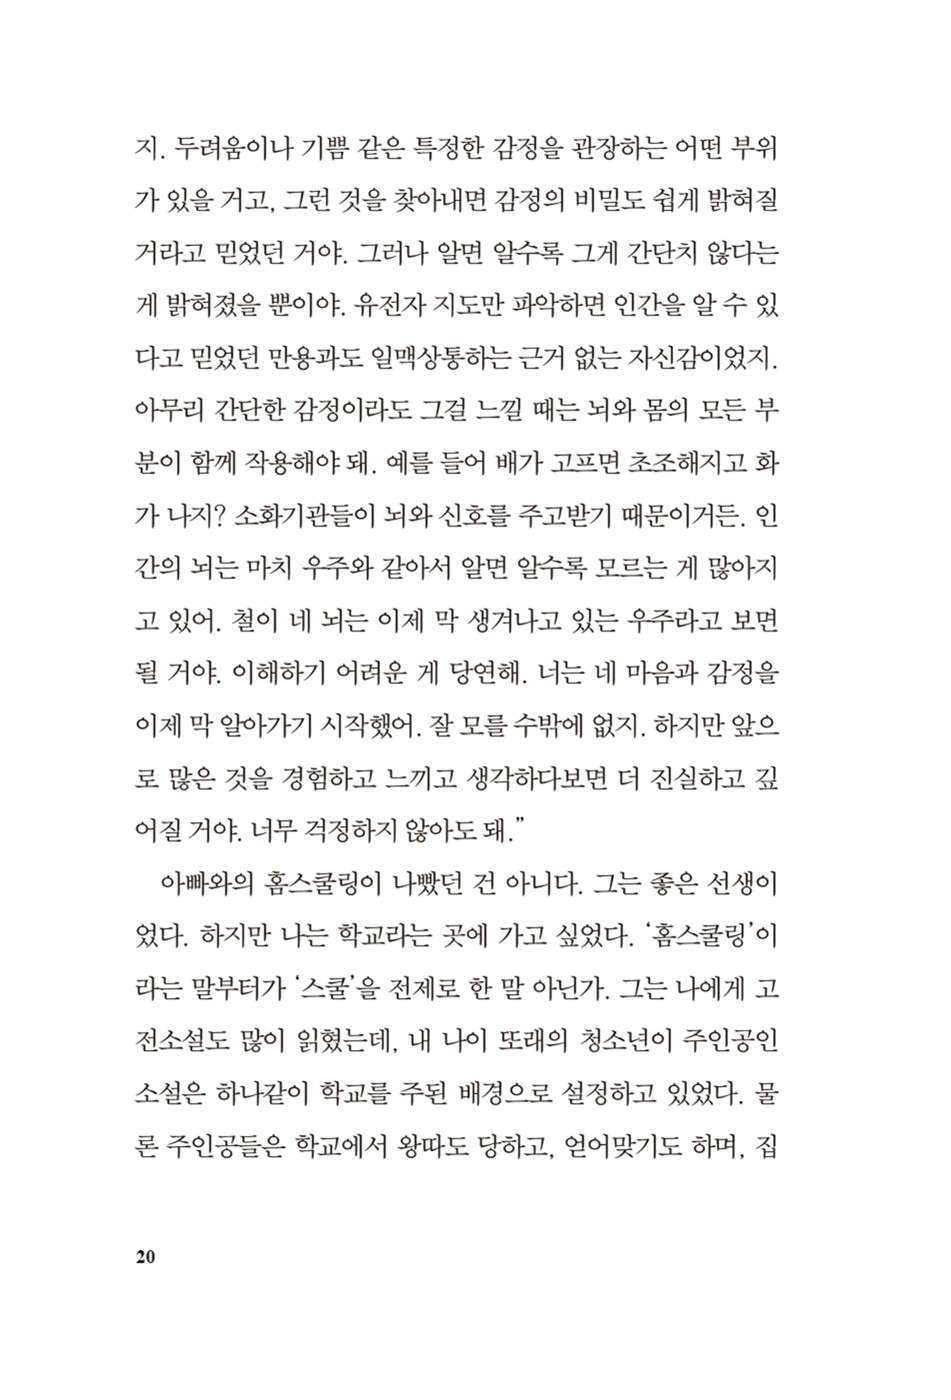 지. 두려움이나 기쁨 같은 특정한 감정을 관장하는 어떤 부위
가 있을 거고, 그런 것을 찾아내면 감정의 비밀도 쉽게 밝혀질
거라고 믿었던 거야. 그러나 알면 알수록 그게 간단치 않다는
게 밝혀졌을 뿐이야. 유전자 지도만 파악하면 인간을 알 수 있
다고 믿었던 만용과도 일맥상통하는 근거 없는 자신감이었지.
아무리 간단한 감정이라도 그걸 느낄 때는 뇌와 몸의 모든 부
분이 함께 작용해야 돼. 예를 들어 배가 고프면 초조해지고 화
가 나지? 소화기관들이 뇌와 신호를 주고받기 때문이거든. 인
간의 뇌는 마치 우주와 같아서 알면 알수록 모르는 게 많아지
고 있어. 철이 네 뇌는 이제 막 생겨나고 있는 우주라고 보면
될 거야. 이해하기 어려운 게 당연해. 너는 네 마음과 감정을
이제 막 알아가기 시작했어. 잘 모를 수밖에 없지. 하지만 앞으
로 많은 것을 경험하고 느끼고 생각하다보면 더 진실하고 깊
어질 거야. 너무 걱정하지 않아도 돼.”
아빠와의 홈스쿨링이 나빴던 건 아니다. 그는 좋은 선생이
었다. 하지만 나는 학교라는 곳에 가고 싶었다. ‘홈스쿨링’이
라는 말부터가 ‘스쿨’을 전제로 한 말 아닌가. 그는 나에게 고
전소설도 많이 읽혔는데, 내 나이 또래의 청소년이 주인공인
소설은 하나같이 학교를 주된 배경으로 설정하고 있었다. 물
론 주인공들은 학교에서 왕따도 당하고, 얻어맞기도 하며, 집
20